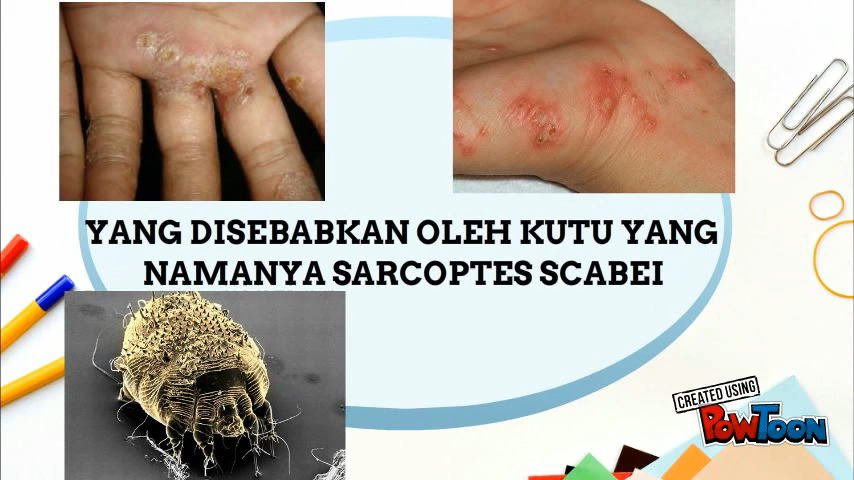 YANG DISEBABKAN OLEH KUTU YANG
NAMANYA SARCOPTES SCABEI
CREATED USING
POWTOON